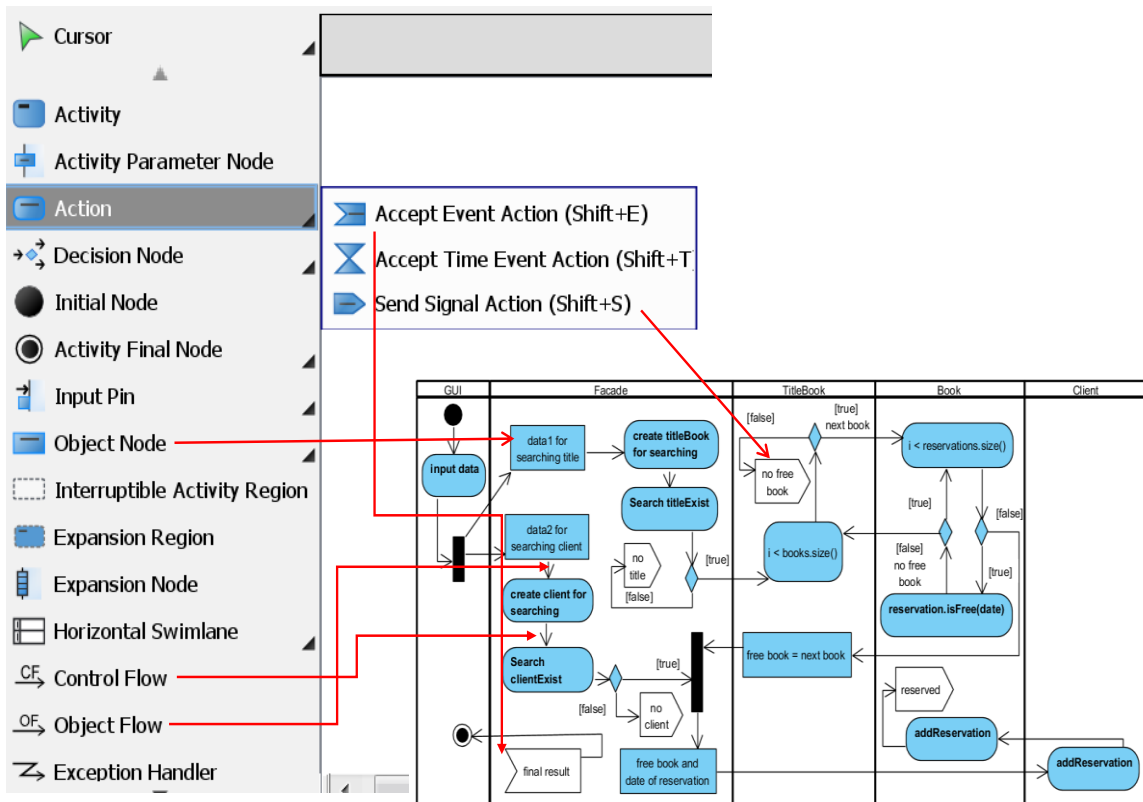 Cursor
Activity
Activity Parameter Node
Action
Decision Node
Initial Node
Activity Final Node
Input Pin
Object Node
Interruptible Activity Region
Expansion Region
Expansion Node
Horizontal Swimlane
CF
Control Flow
OF
Object Flow
Exception Handler
Accept Event Action (Shift+E)
Accept Time Event Action (Shift+T)
Send Signal Action (Shift+S)
GUI
Facade
TitleBook
Book
Client
input data
data1 for
searching title
create titleBook
for searching
Search titleExist
data2 for
searching client
no
title
[false]
[true]
create client for
searching
Search
clientExist
[true]
[false]
no
client
final result
free book and
date of reservation
[false]
[true]
next book
no free
book
i < books.size()
free book = next book
i < reservations.size()
[true]
[false]
[false]
no free
book
[true]
reservation.isFree(date)
reserved
addReservation
addReservation